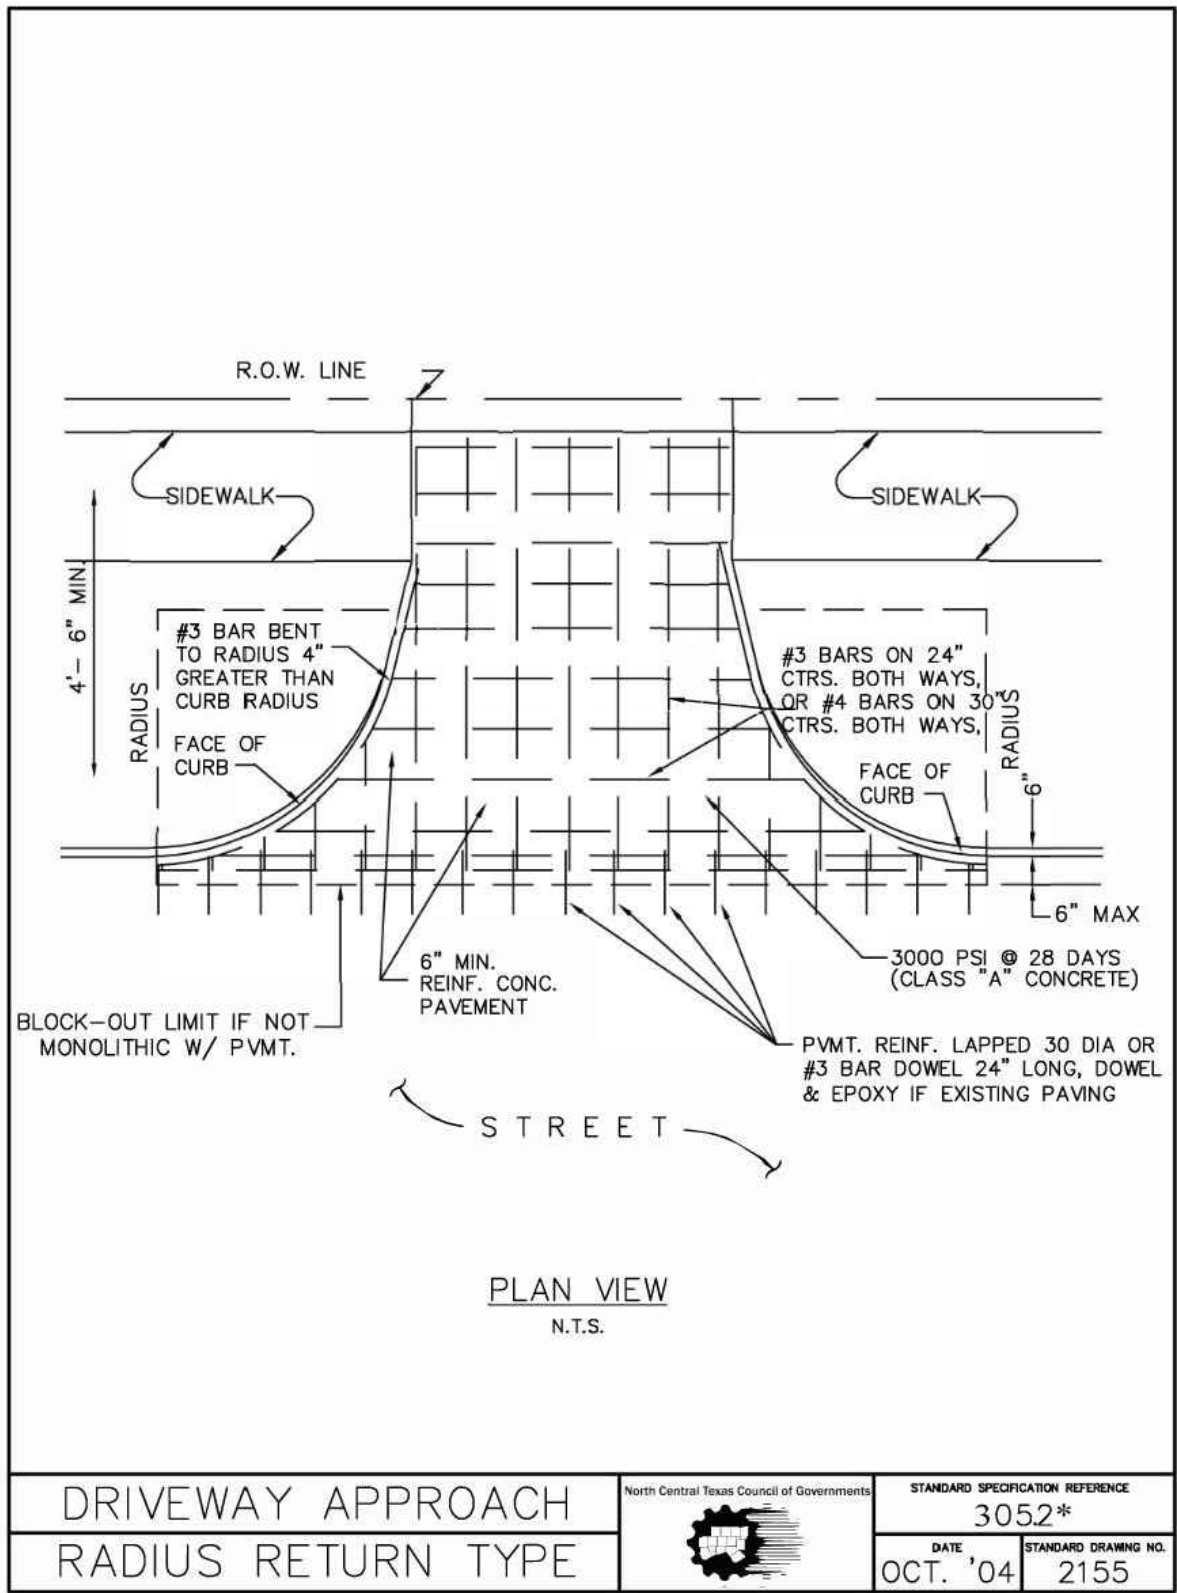 R.O.W. LINE
SIDEWALK
SIDEWALK
4'- 6" MIN.
RADIUS
#3 BAR BENT
TO RADIUS 4"
GREATER THAN
CURB RADIUS
FACE OF
CURB
#3 BARS ON 24"
CTRS. BOTH WAYS,
OR #4 BARS ON 30"
CTRS. BOTH WAYS,
RADIUS
FACE OF
CURB
6"
6" MAX
6" MIN.
REINF. CONC.
PAVEMENT
3000 PSI @ 28 DAYS
(CLASS "A" CONCRETE)
BLOCK-OUT LIMIT IF NOT
MONOLITHIC W/ PVMT.
PVMT. REINF. LAPPED 30 DIA OR
#3 BAR DOWEL 24" LONG, DOWEL
& EPOXY IF EXISTING PAVING
STREET
PLAN VIEW
N.T.S.
DRIVEWAY APPROACH
RADIUS RETURN TYPE
North Central Texas Council of Governments
STANDARD SPECIFICATION REFERENCE
305.2*
DATE
OCT. '04
STANDARD DRAWING NO.
2155